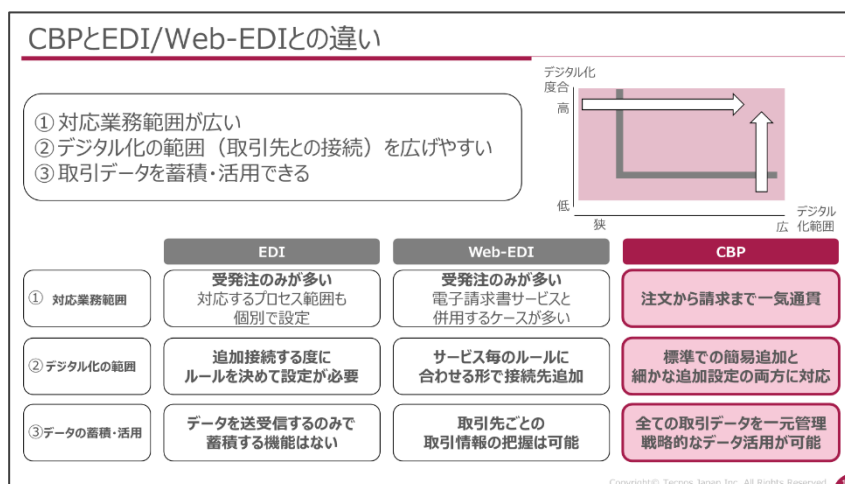 CBPとEDI/Web-EDIとの違い
①対応業務範囲が広い
②デジタル化の範囲（取引先との接続）を広げやすい
③取引データを蓄積・活用できる
デジタル化
度合
高
低
狭
広
デジタル
化範囲
EDI
Web-EDI
CBP
① 対応業務範囲
受発注のみが多い
対応するプロセス範囲も
個別で設定
受発注のみが多い
電子請求書サービスと
併用するケースが多い
注文から請求まで一気通貫
②デジタル化の範囲
追加接続する度に
ルールを決めて設定が必要
サービス毎のルールに
合わせる形で接続先追加
標準での簡易追加と
細かな追加設定の両方に対応
③データの蓄積・活用
データを送受信するのみで
蓄積する機能はない
取引先ごとの
取引情報の把握は可能
全ての取引データを一元管理
戦略的なデータ活用が可能
Copyright© Tecnos Japan Inc. All Rights Reserved